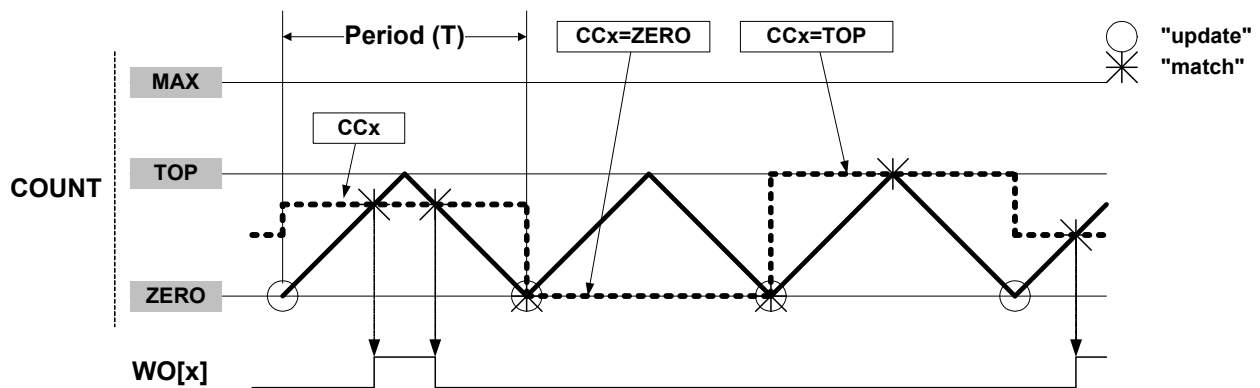 Period (T)
CCx=ZERO
CCx=TOP
"update"
"match"
MAX
CCx
TOP
COUNT
ZERO
WO[x]